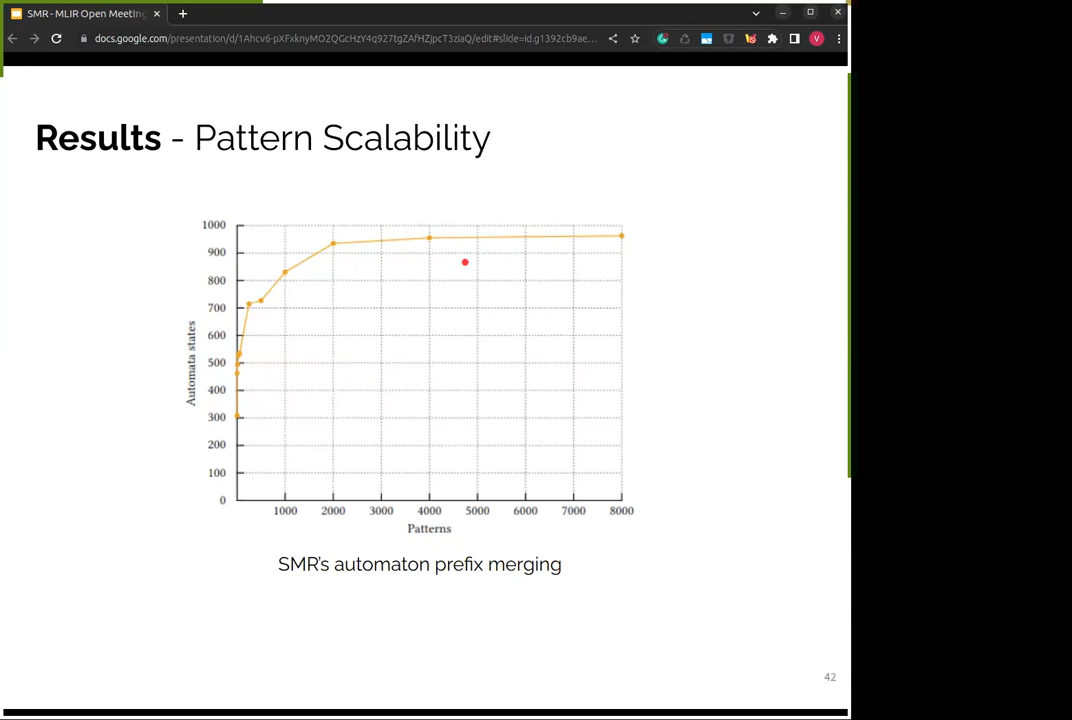 SMR - MLIR Open Meeting
docs.google.com/presentation/d/1Ahcv6-pXFxknyMO2QGcHzY4q927tgZAfHZJpcT3ziaQ/edit#slide=id.g1392cb9ae...
V
Results - Pattern Scalability
1000
900
800
700
600
500
400
300
200
100
0
Automata states
1000 2000 3000 4000 5000 6000 7000 8000
Patterns
SMR's automaton prefix merging
42